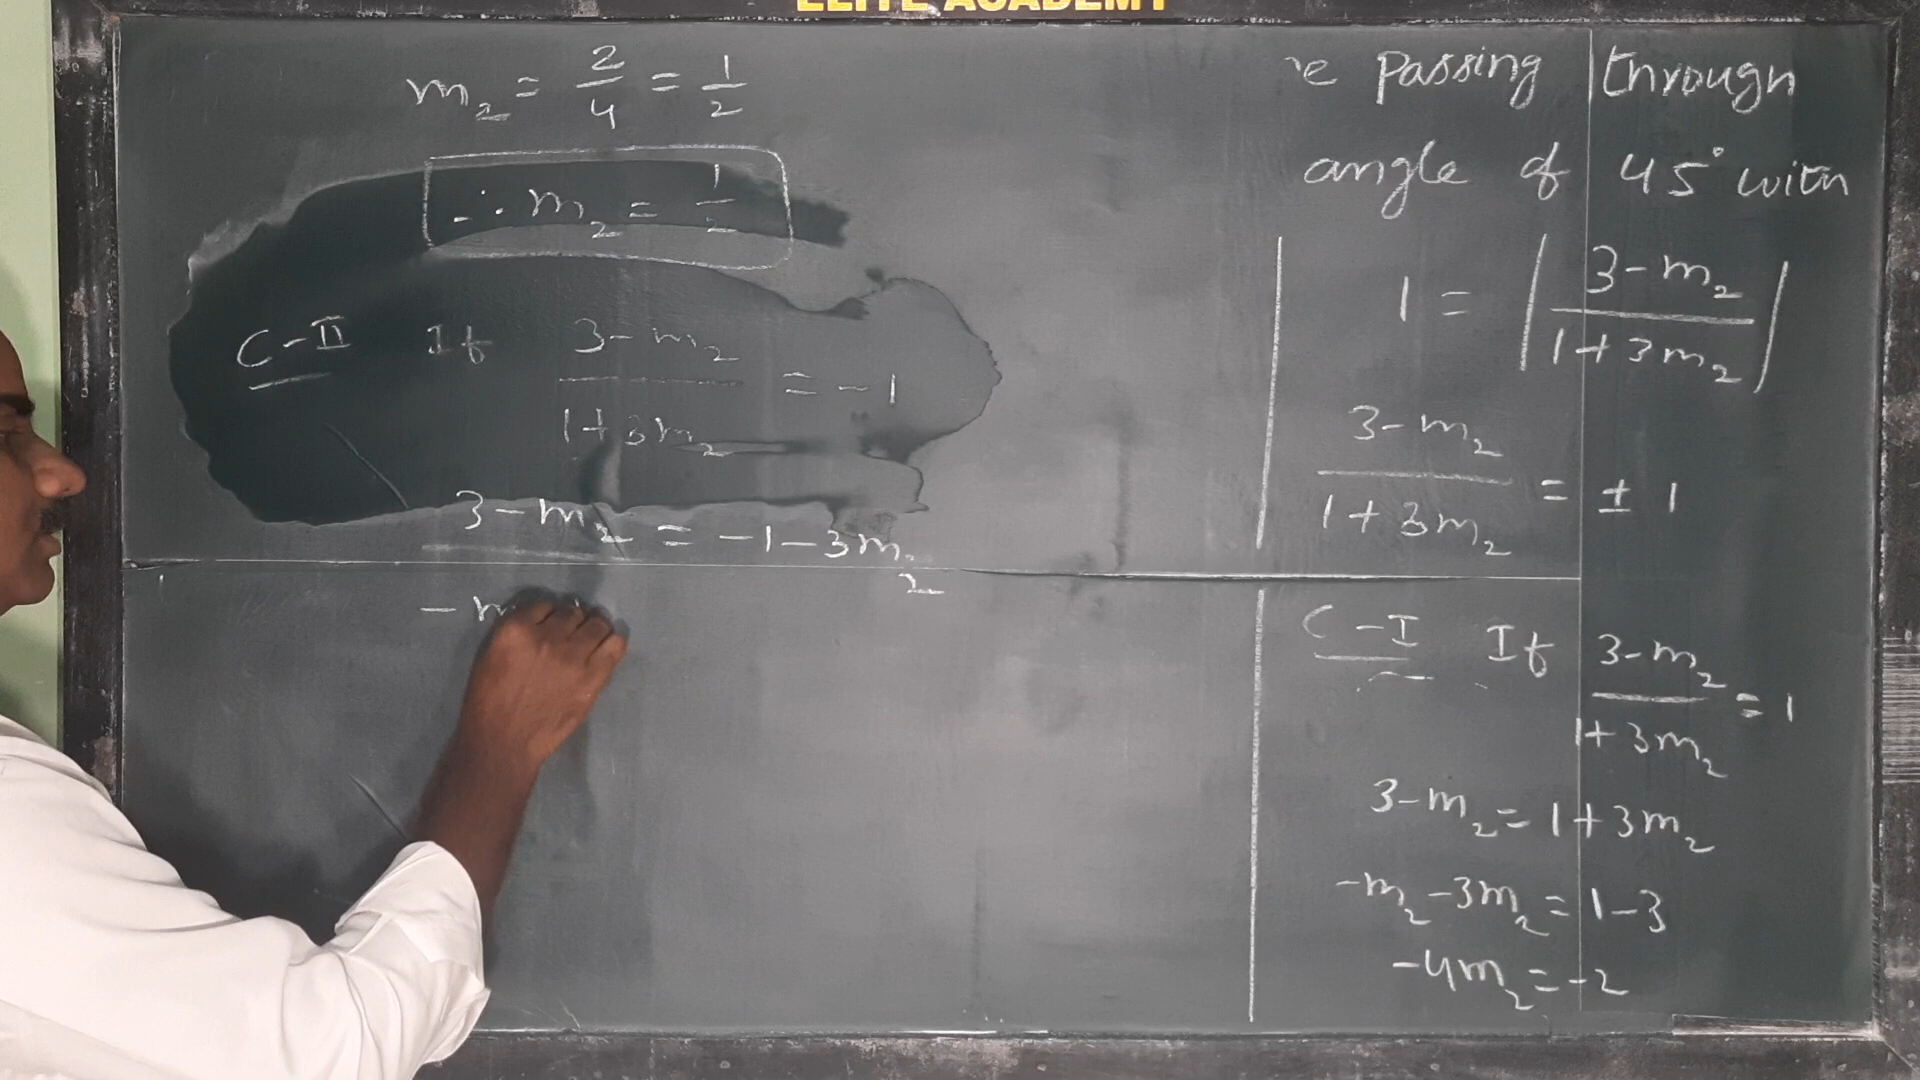 ELITE ACADEMY
m₂ = 2/4 = 1/2
∴ m₂ = 1/2
C-II If (3-m₂)/(1+3m₂) = -1
3-m₂ = -1-3m₂
-m
e Passing through
angle of 45° with
1 = |(3-m₂)/(1+3m₂)|
(3-m₂)/(1+3m₂) = ± 1
C-I If (3-m₂)/(1+3m₂) = 1
3-m₂ = 1+3m₂
-m₂-3m₂ = 1-3
-4m₂ = -2